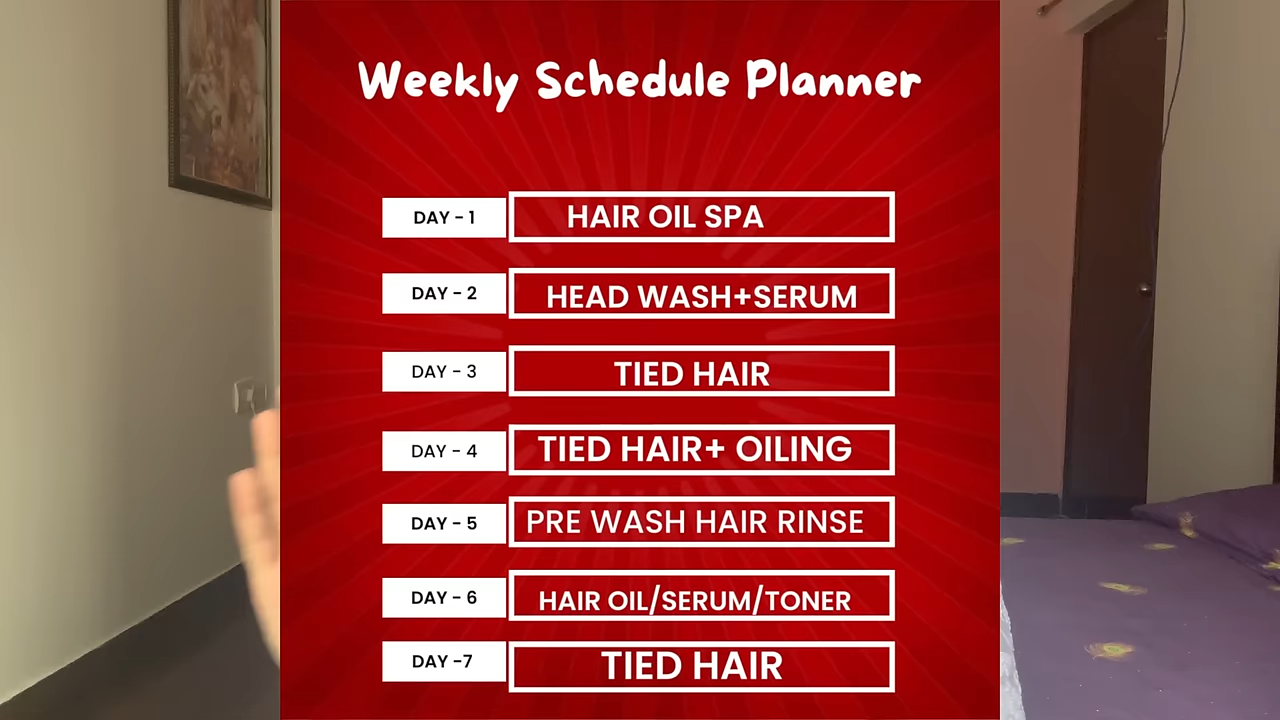 Weekly Schedule Planner
DAY - 1 HAIR OIL SPA
DAY - 2 HEAD WASH+SERUM
DAY - 3 TIED HAIR
DAY - 4 TIED HAIR+ OILING
DAY - 5 PRE WASH HAIR RINSE
DAY - 6 HAIR OIL/SERUM/TONER
DAY -7 TIED HAIR